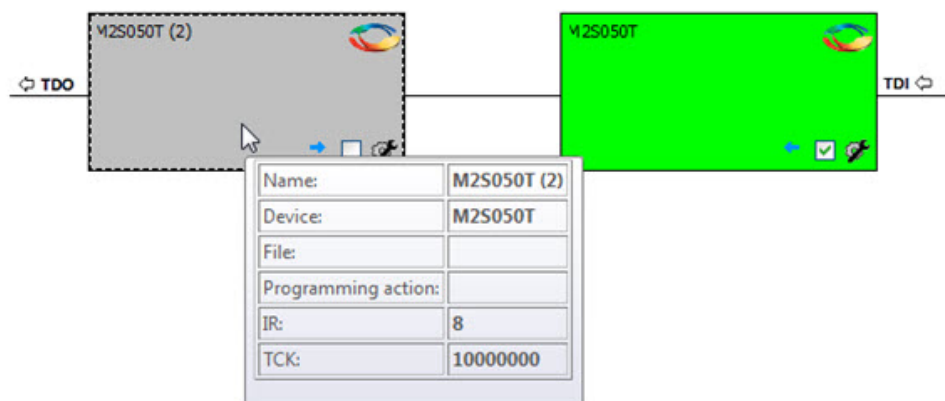 M2S050T (2)
M2S050T
TDO
TDI
Name: M2S050T (2)
Device: M2S050T
File:
Programming action:
IR: 8
TCK: 10000000